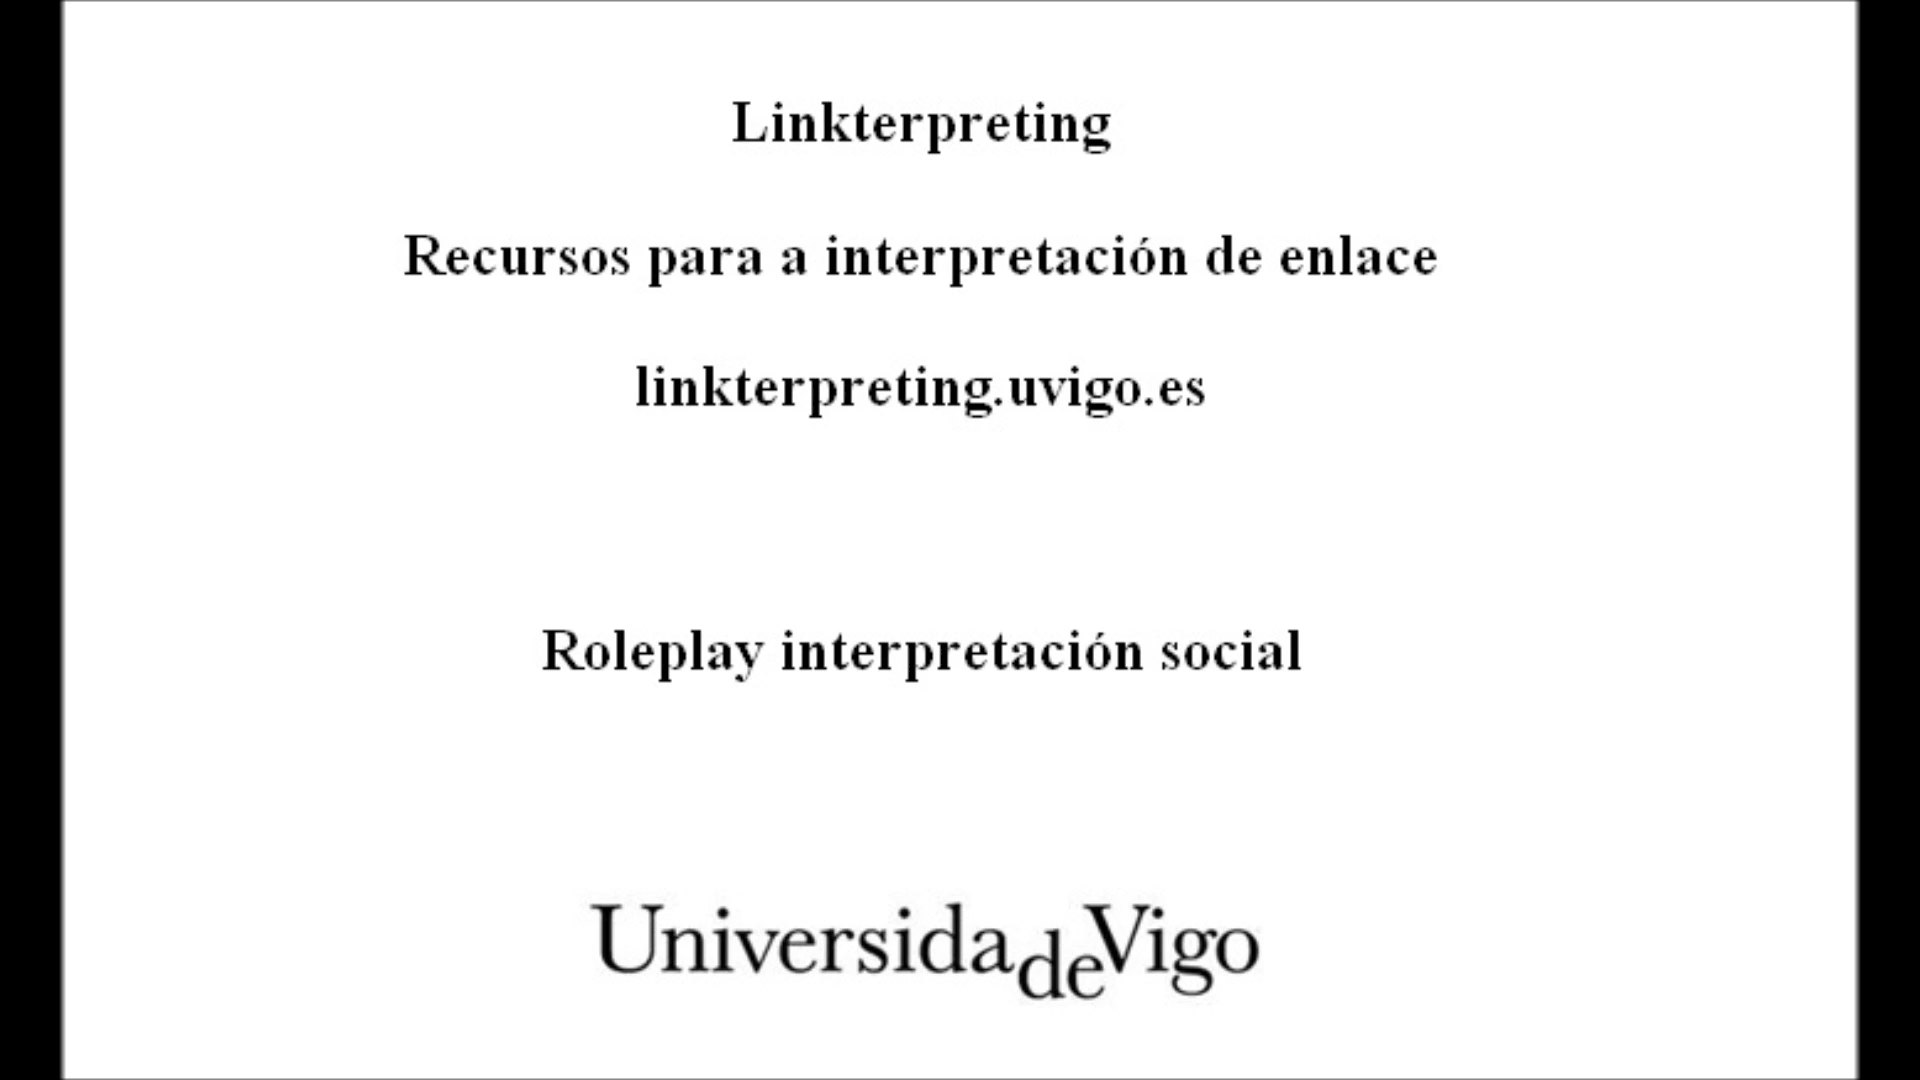 Linkterpreting
Recursos para a interpretación de enlace
linkterpreting.uvigo.es
Roleplay interpretación social
UniversidadeVigo